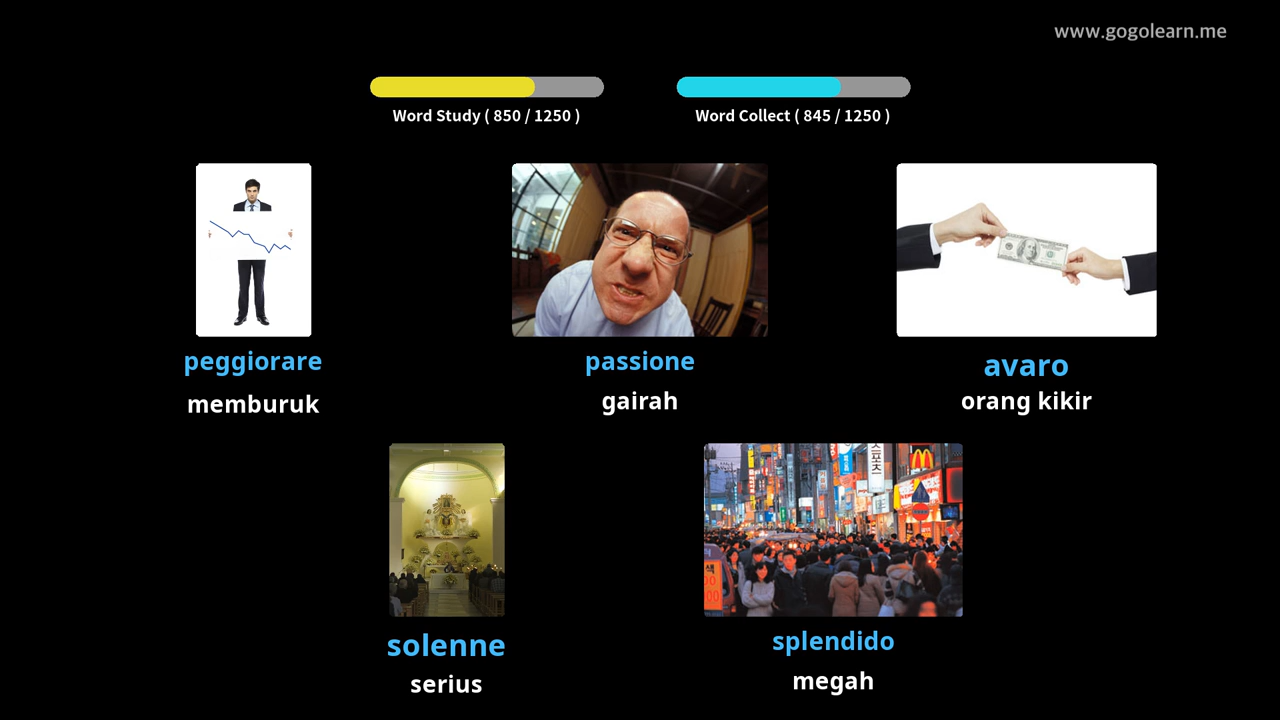 www.gogolearn.me
Word Study ( 850 / 1250 )
Word Collect ( 845 / 1250 )
peggiorare
memburuk
passione
gairah
avaro
orang kikir
solenne
serius
splendido
megah